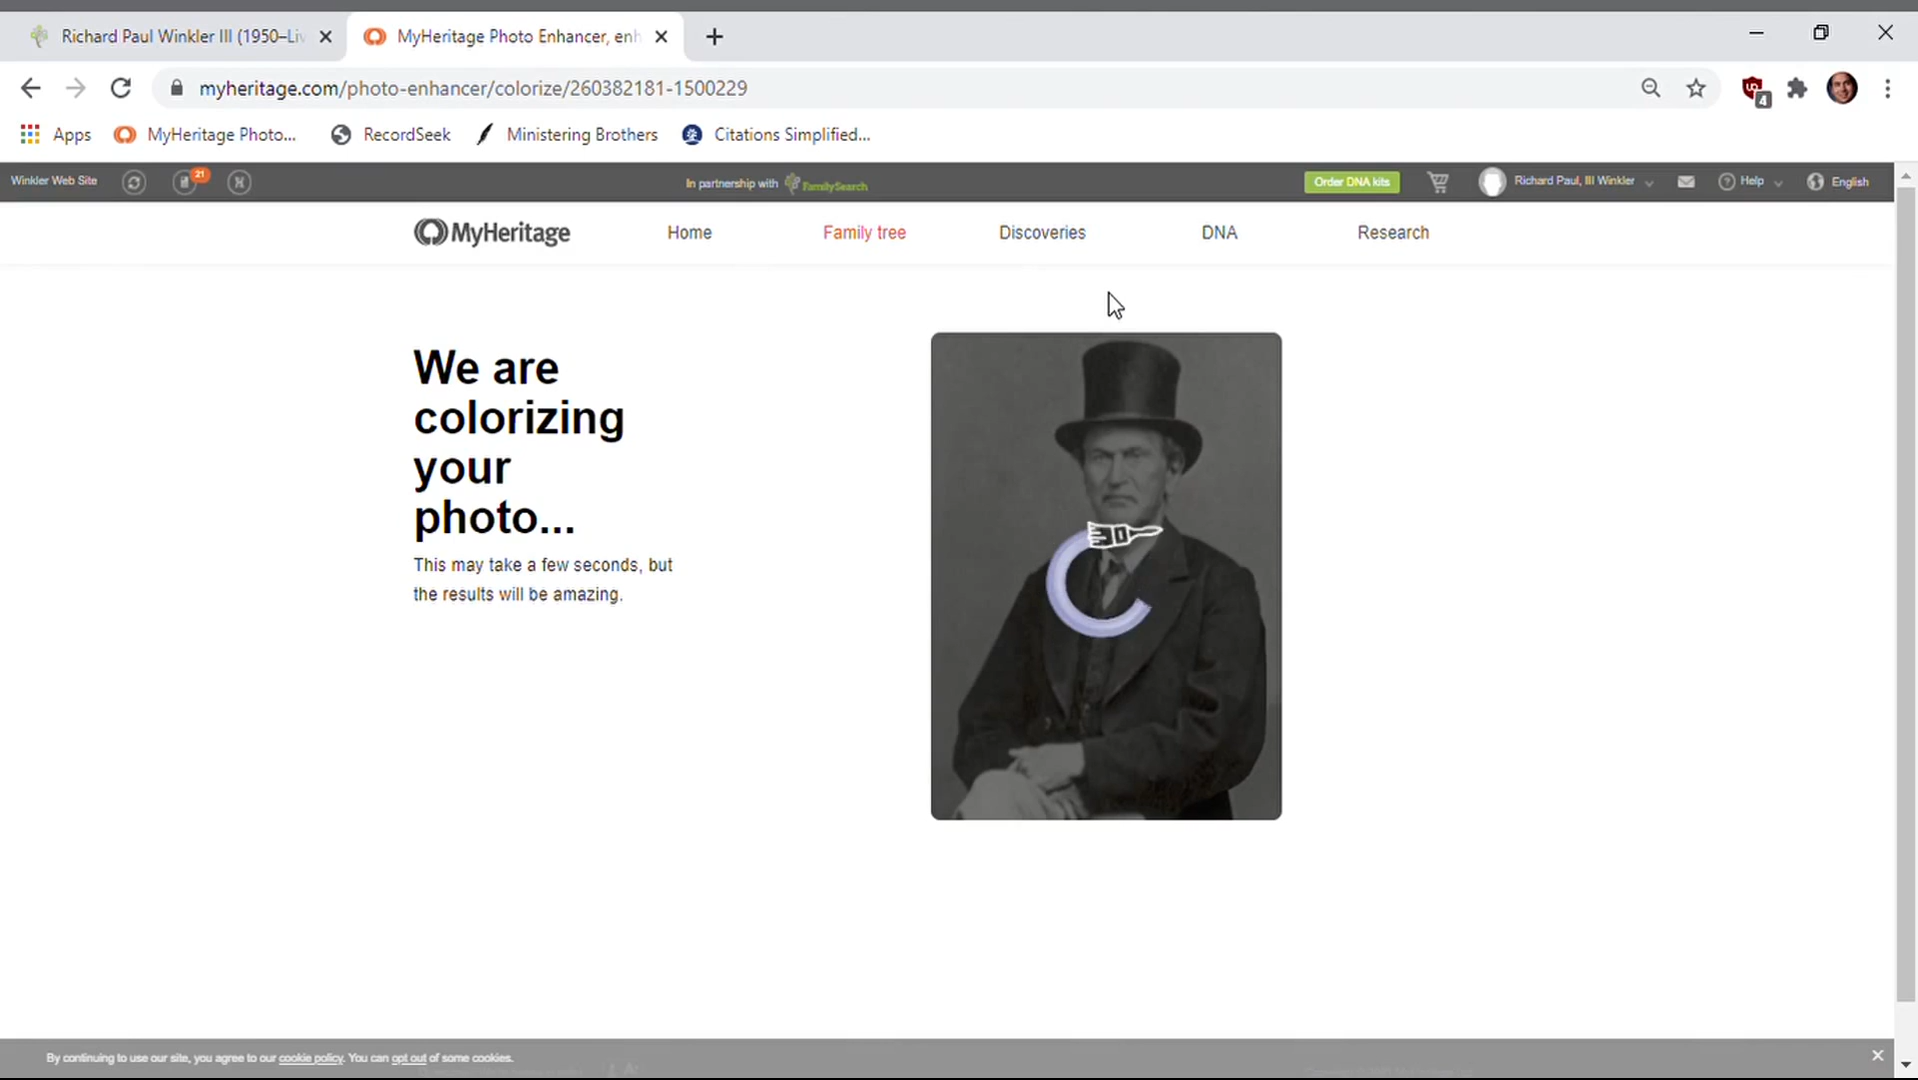 Richard Paul Winkler III (1950–Liv
MyHeritage Photo Enhancer, enh
myheritage.com/photo-enhancer/colorize/260382181-1500229
4
Apps
MyHeritage Photo...
RecordSeek
Ministering Brothers
Citations Simplified...
Winkler Web Site
21
In partnership with FamilySearch
Order DNA kits
Richard Paul, III Winkler
Help
English
MyHeritage
Home
Family tree
Discoveries
DNA
Research
We are
colorizing
your
photo...
This may take a few seconds, but
the results will be amazing.
By continuing to use our site, you agree to our cookie policy. You can opt out of some cookies.